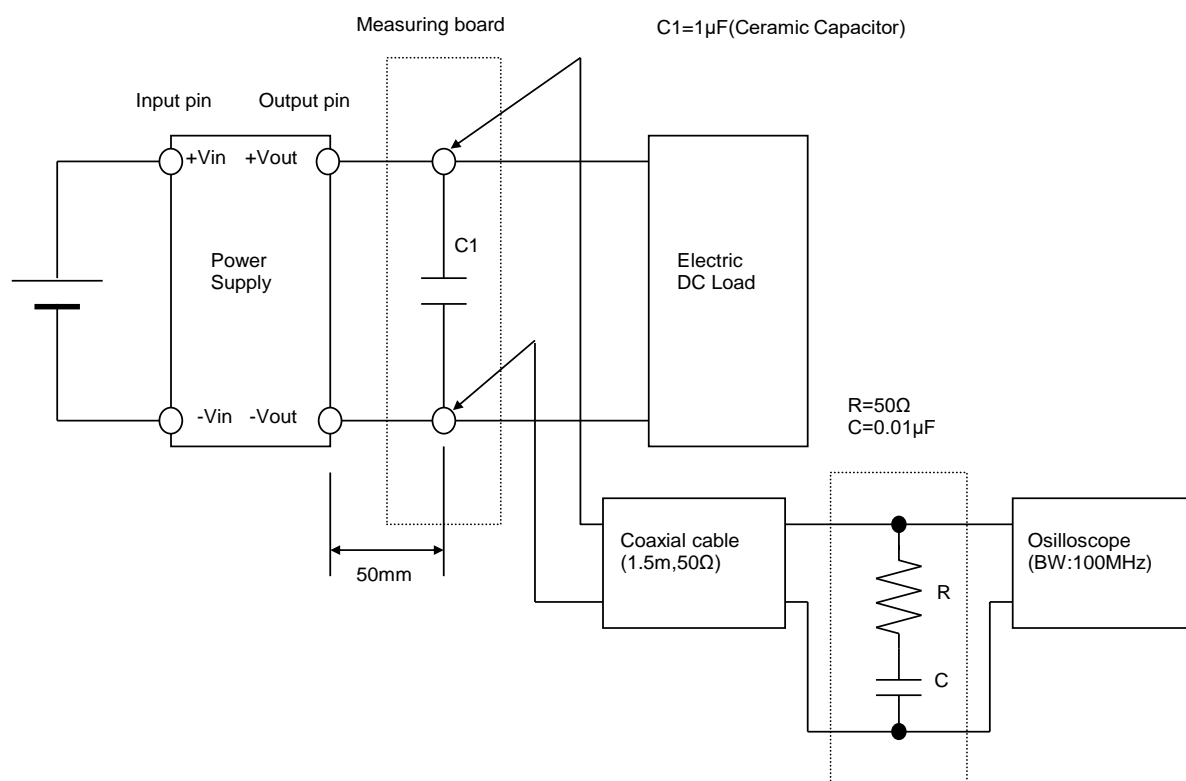 Measuring board
C1=1µF(Ceramic Capacitor)
Input pin
Output pin
+Vin
+Vout
C1
Power
Supply
Electric
DC Load
-Vin
-Vout
R=50Ω
C=0.01µF
50mm
Coaxial cable
(1.5m,50Ω)
R
C
Osilloscope
(BW:100MHz)